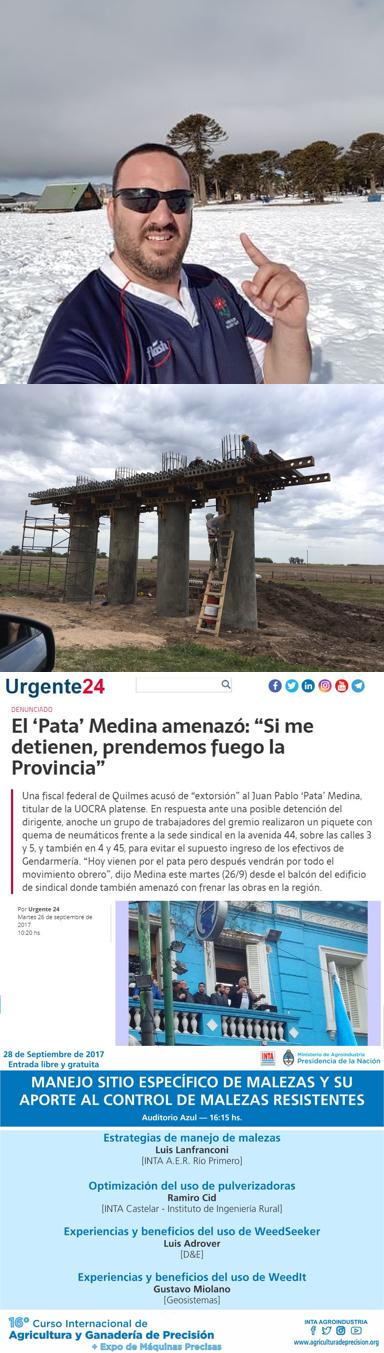 flash
Urgente24
DENUNCIADO
El ‘Pata’ Medina amenazó: “Si me
detienen, prendemos fuego la
Provincia”
Una fiscal federal de Quilmes acusó de “extorsión” al Juan Pablo ‘Pata’ Medina,
titular de la UOCRA platense. En respuesta ante una posible detención del
dirigente, anoche un grupo de trabajadores del gremio realizaron un piquete con
quema de neumáticos frente a la sede sindical en la avenida 44, sobre las calles 3
y 5, y también en 4 y 45, para evitar el supuesto ingreso de los efectivos de
Gendarmería. “Hoy vienen por el pata pero después vendrán por todo el
movimiento obrero”, dijo Medina este martes (26/9) desde el balcón del edificio
de sindical donde también amenazó con frenar las obras en la región.
Por Urgente 24
Martes 26 de septiembre de
2017
10:20 hs
28 de Septiembre de 2017
Entrada libre y gratuita
INTA
Ministerio de Agroindustria
Presidencia de la Nación
MANEJO SITIO ESPECÍFICO DE MALEZAS Y SU
APORTE AL CONTROL DE MALEZAS RESISTENTES
Auditorio Azul — 16:15 hs.
Estrategias de manejo de malezas
Luis Lanfranconi
[INTA A.E.R. Río Primero]
Optimización del uso de pulverizadoras
Ramiro Cid
[INTA Castelar - Instituto de Ingeniería Rural]
Experiencias y beneficios del uso de WeedSeeker
Luis Adrover
[D&E]
Experiencias y beneficios del uso de WeedIt
Gustavo Miolano
[Geosistemas]
16º Curso Internacional de
Agricultura y Ganadería de Precisión
+ Expo de Máquinas Precisas
INTA AGROINDUSTRIA
www.agriculturadeprecision.org